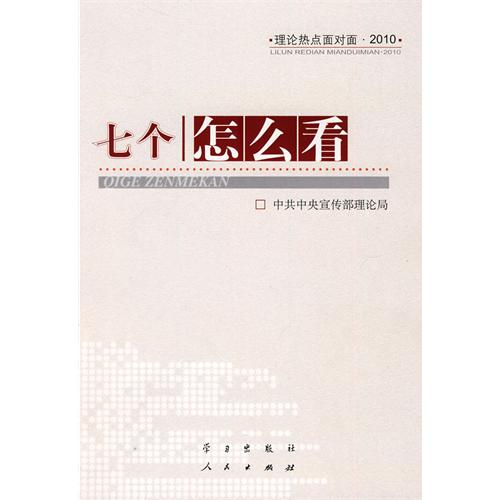 ▪理论热点面对面·2010▪
LILUN REDIAN MIANDUIMIAN·2010
七个怎么看
QIGE ZENMEKAN
□ 中共中央宣传部理论局
学习出版社
人民出版社